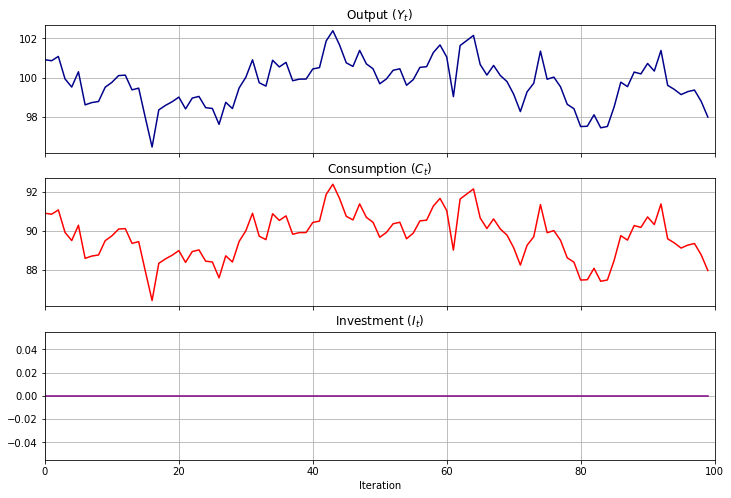 Output (Y_t)
102
100
98
Consumption (C_t)
92
90
88
Investment (I_t)
0.04
0.02
0.00
−0.02
−0.04
0 20 40 60 80 100
Iteration